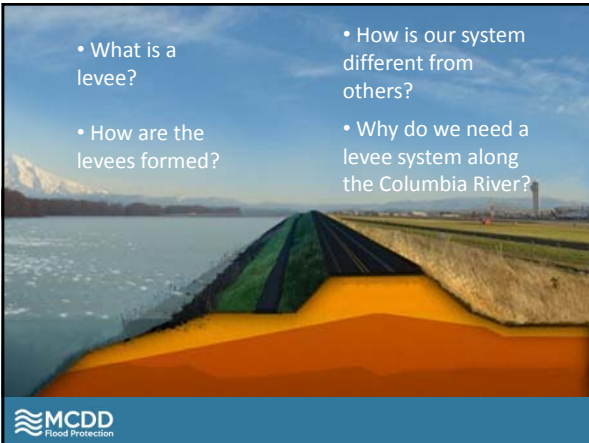 • What is a
levee?
• How are the
levees formed?
• How is our system
different from
others?
• Why do we need a
levee system along
the Columbia River?
MCDD
Flood Protection